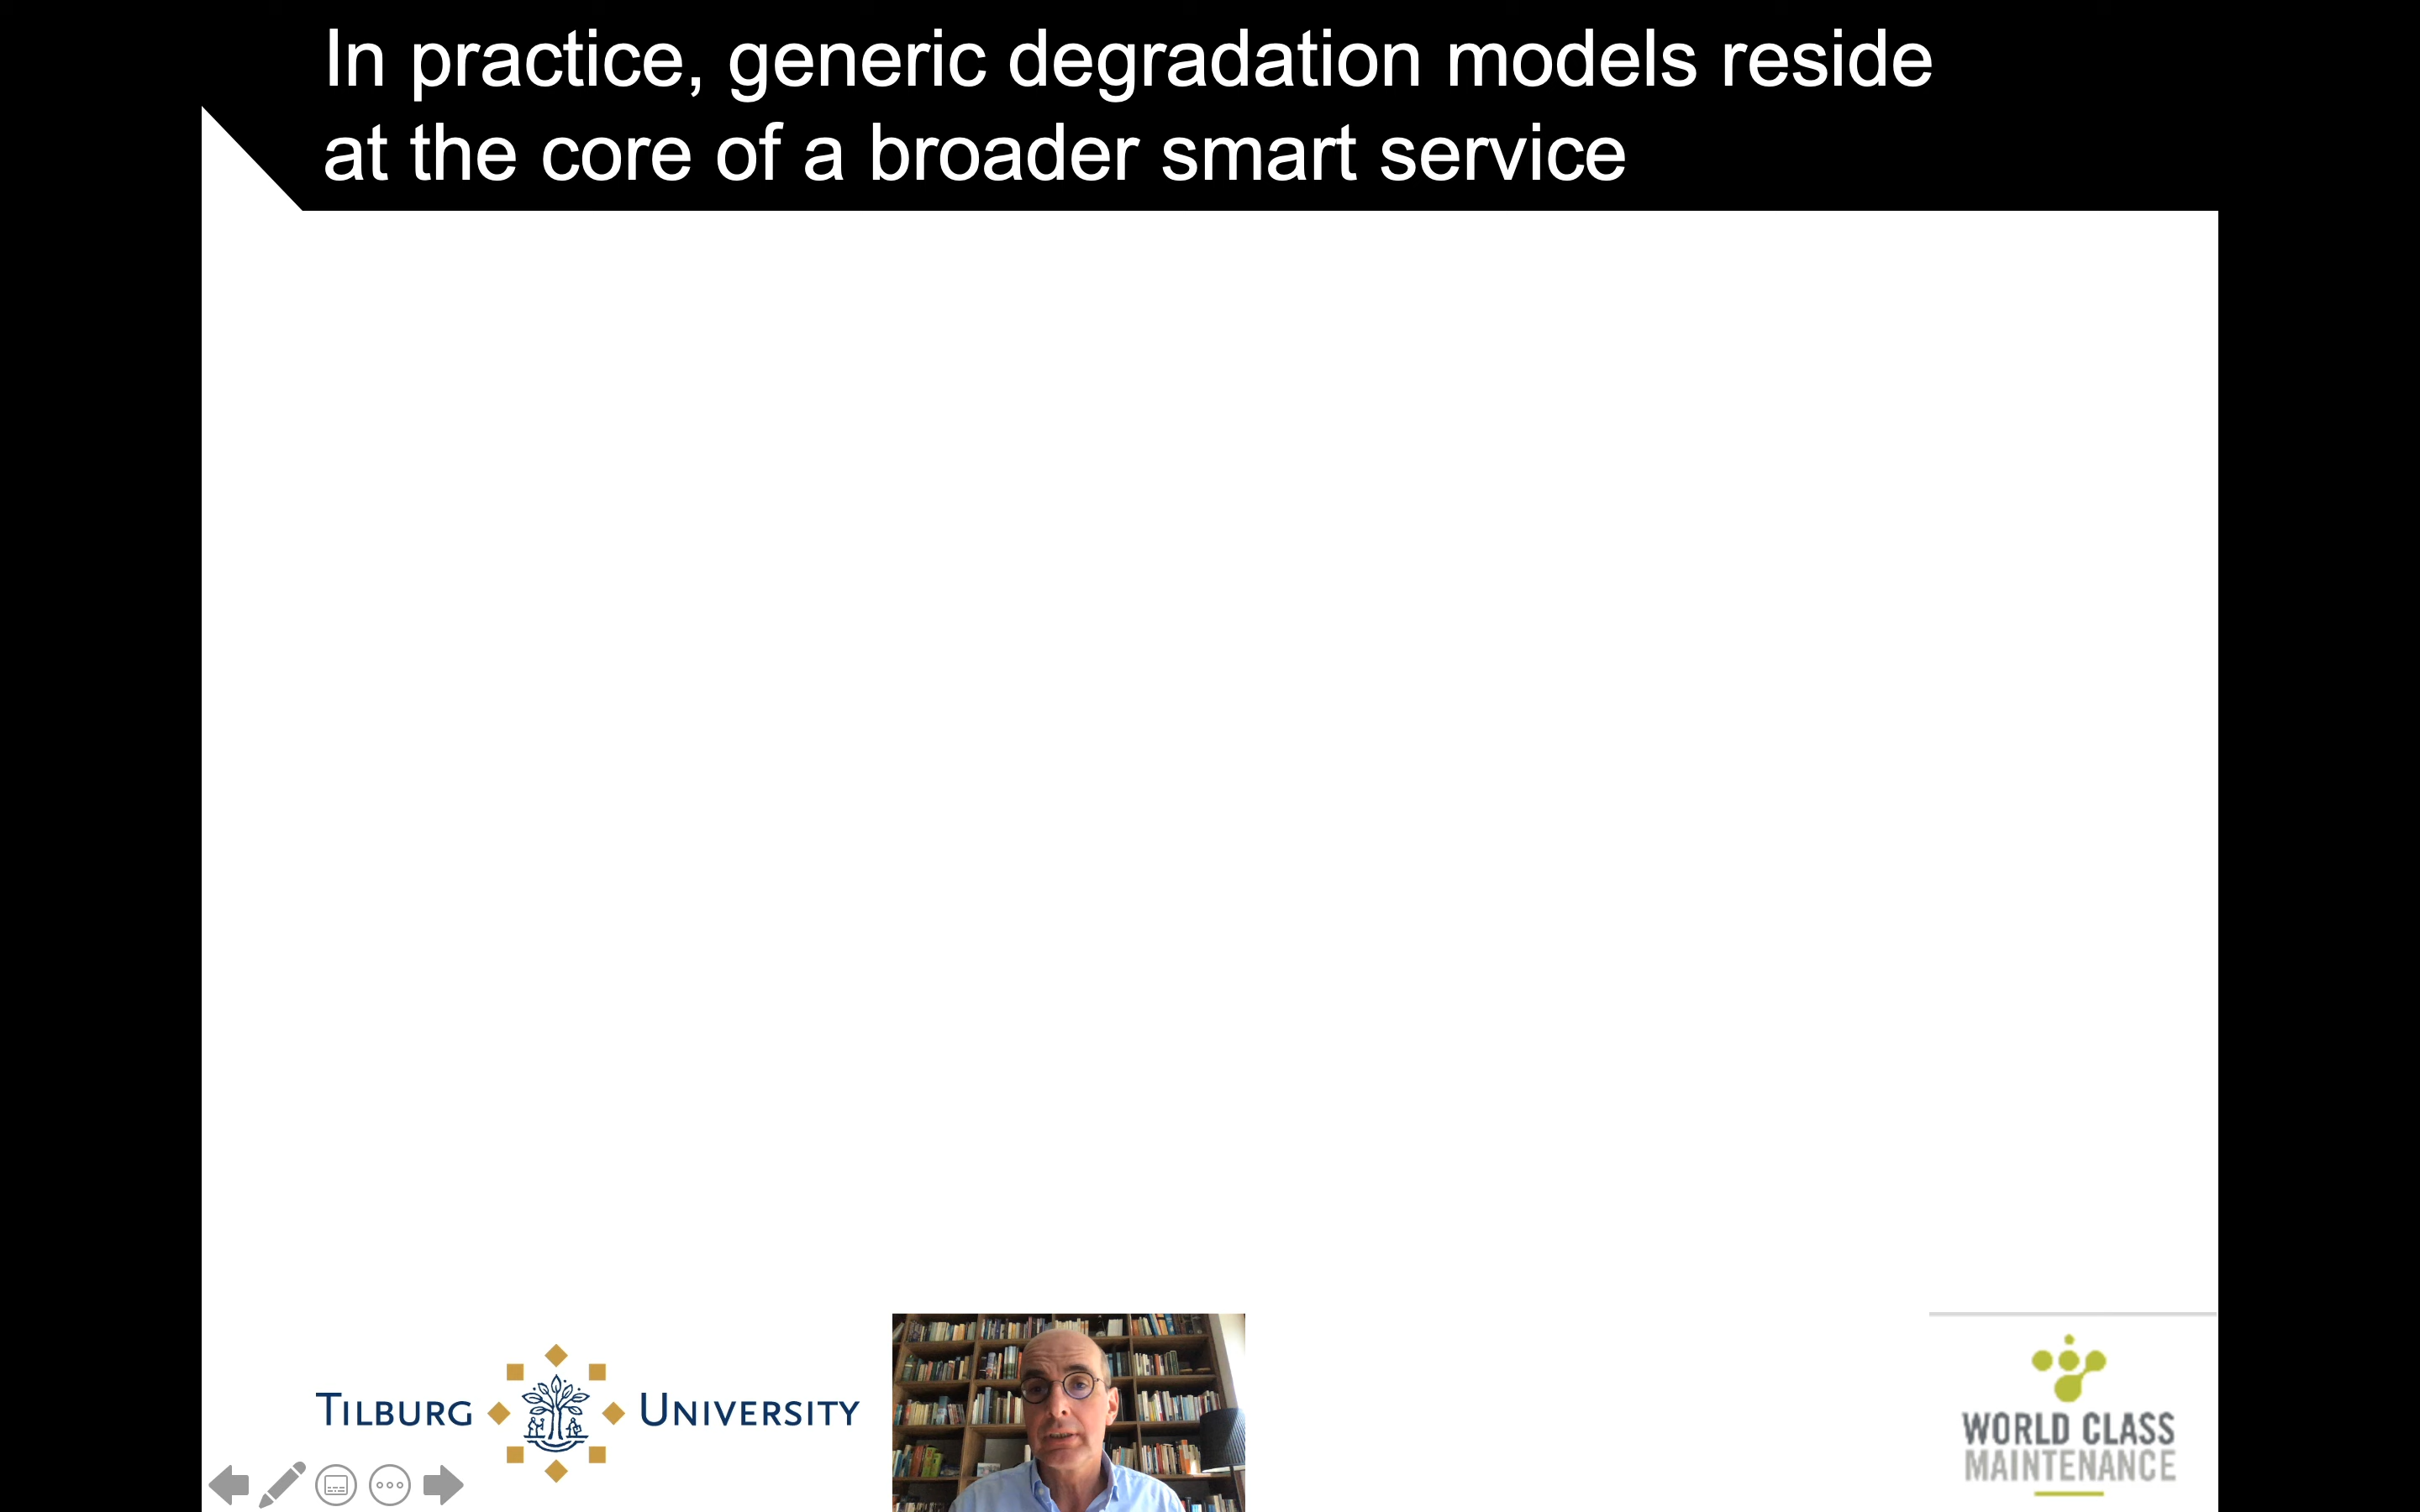 In practice, generic degradation models reside
at the core of a broader smart service
TILBURG UNIVERSITY
WORLD CLASS
MAINTENANCE